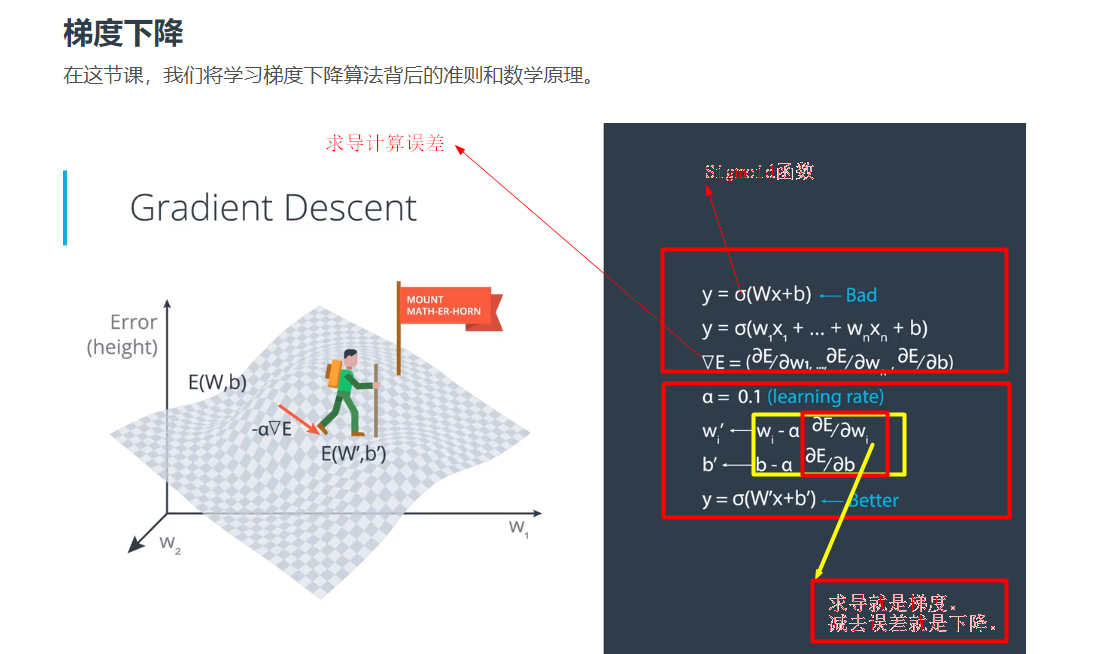 梯度下降
在这节课，我们将学习梯度下降算法背后的准则和数学原理。
求导计算误差
Gradient Descent
MOUNT
MATH-ER-HORN
Error
(height)
E(W,b)
-α∇E
E(W',b')
w₁
w₂
Sigmoid函数
y = σ(Wx+b) ← Bad
y = σ(w₁x₁ + ... + wₙxₙ + b)
∇E = (∂E/∂w₁, ..., ∂E/∂wₙ, ∂E/∂b)
α = 0.1 (learning rate)
wᵢ' ← wᵢ - α ∂E/∂wᵢ
b' ← b - α ∂E/∂b
y = σ(W'x+b') ← Better
求导就是梯度.
减去误差就是下降.